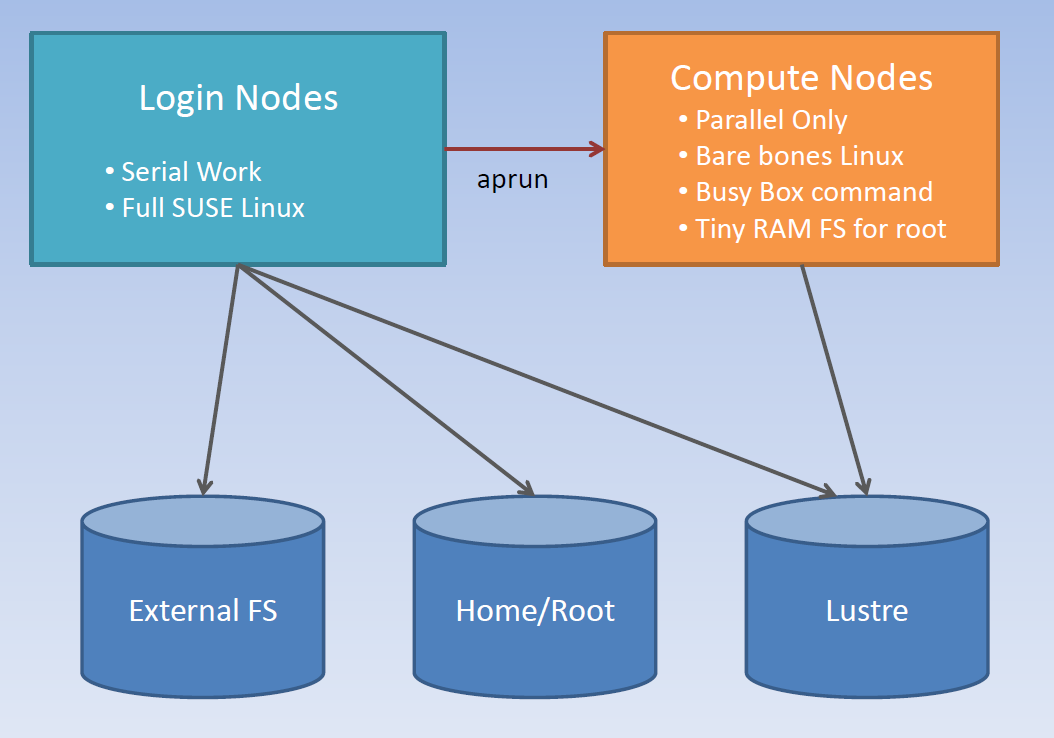 Login Nodes
• Serial Work
• Full SUSE Linux
aprun
Compute Nodes
• Parallel Only
• Bare bones Linux
• Busy Box command
• Tiny RAM FS for root
External FS
Home/Root
Lustre